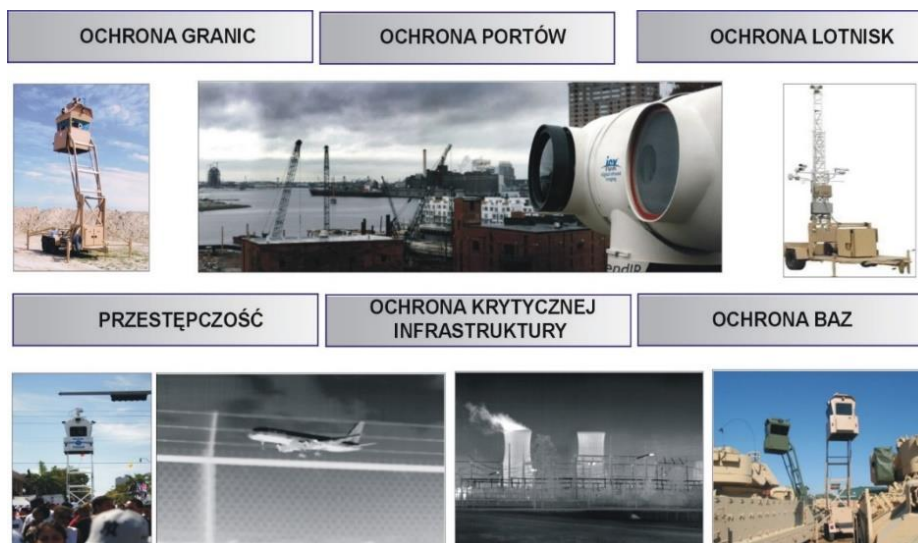 OCHRONA GRANIC
OCHRONA PORTÓW
OCHRONA LOTNISK
PRZESTĘPCZOŚĆ
OCHRONA KRYTYCZNEJ
INFRASTRUKTURY
OCHRONA BAZ